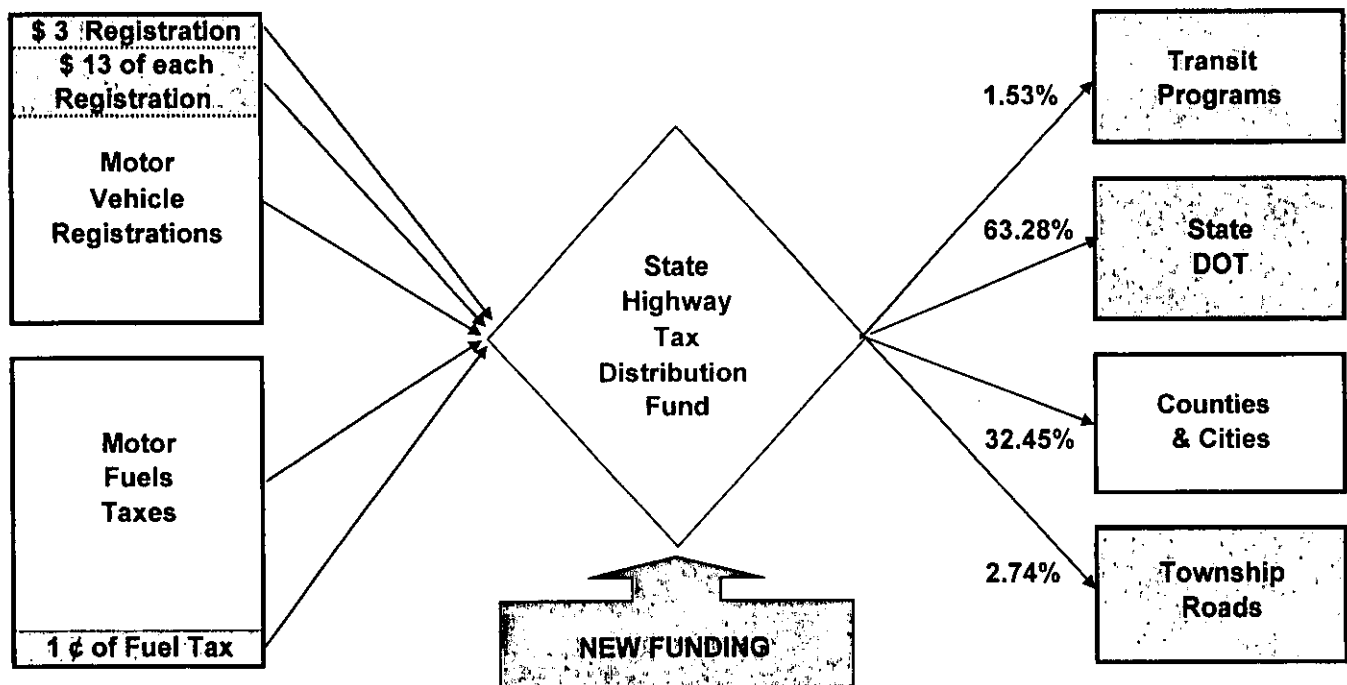 $ 3 Registration
$ 13 of each
Registration
Motor
Vehicle
Registrations
Motor
Fuels
Taxes
1 ¢ of Fuel Tax
State
Highway
Tax
Distribution
Fund
NEW FUNDING
1.53%
63.28%
32.45%
2.74%
Transit
Programs
State
DOT
Counties
& Cities
Township
Roads